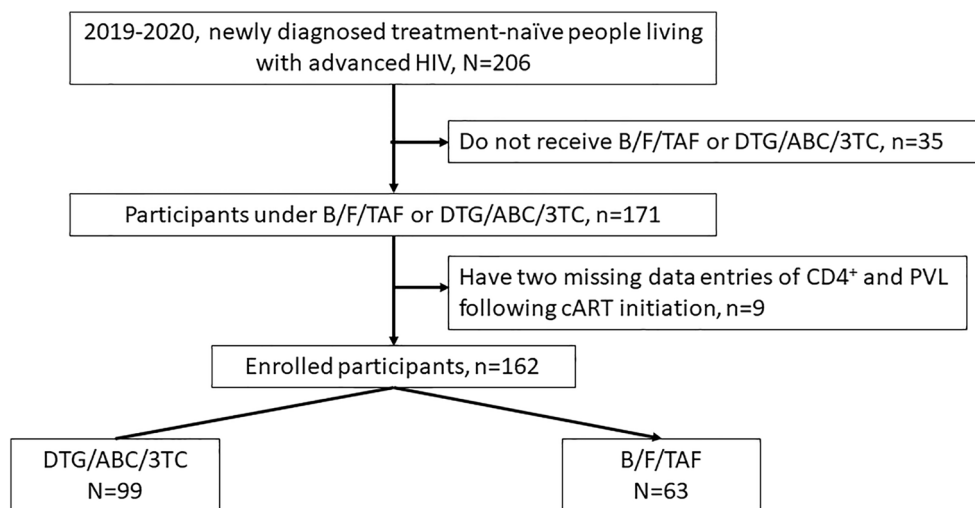 2019-2020, newly diagnosed treatment-naïve people living
with advanced HIV, N=206
Do not receive B/F/TAF or DTG/ABC/3TC, n=35
Participants under B/F/TAF or DTG/ABC/3TC, n=171
Have two missing data entries of CD4⁺ and PVL
following cART initiation, n=9
Enrolled participants, n=162
DTG/ABC/3TC
N=99
B/F/TAF
N=63